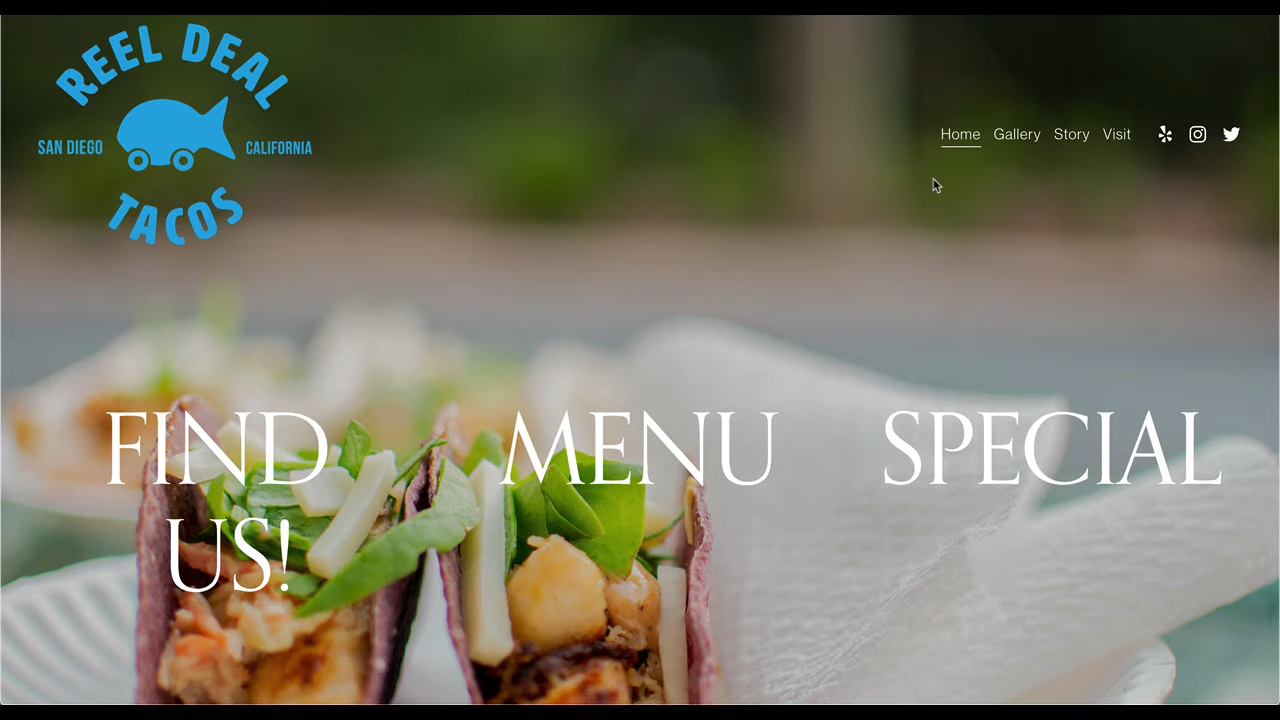 REEL DEAL
SAN DIEGO CALIFORNIA
TACOS
Home Gallery Story Visit
FIND US!
MENU
SPECIAL